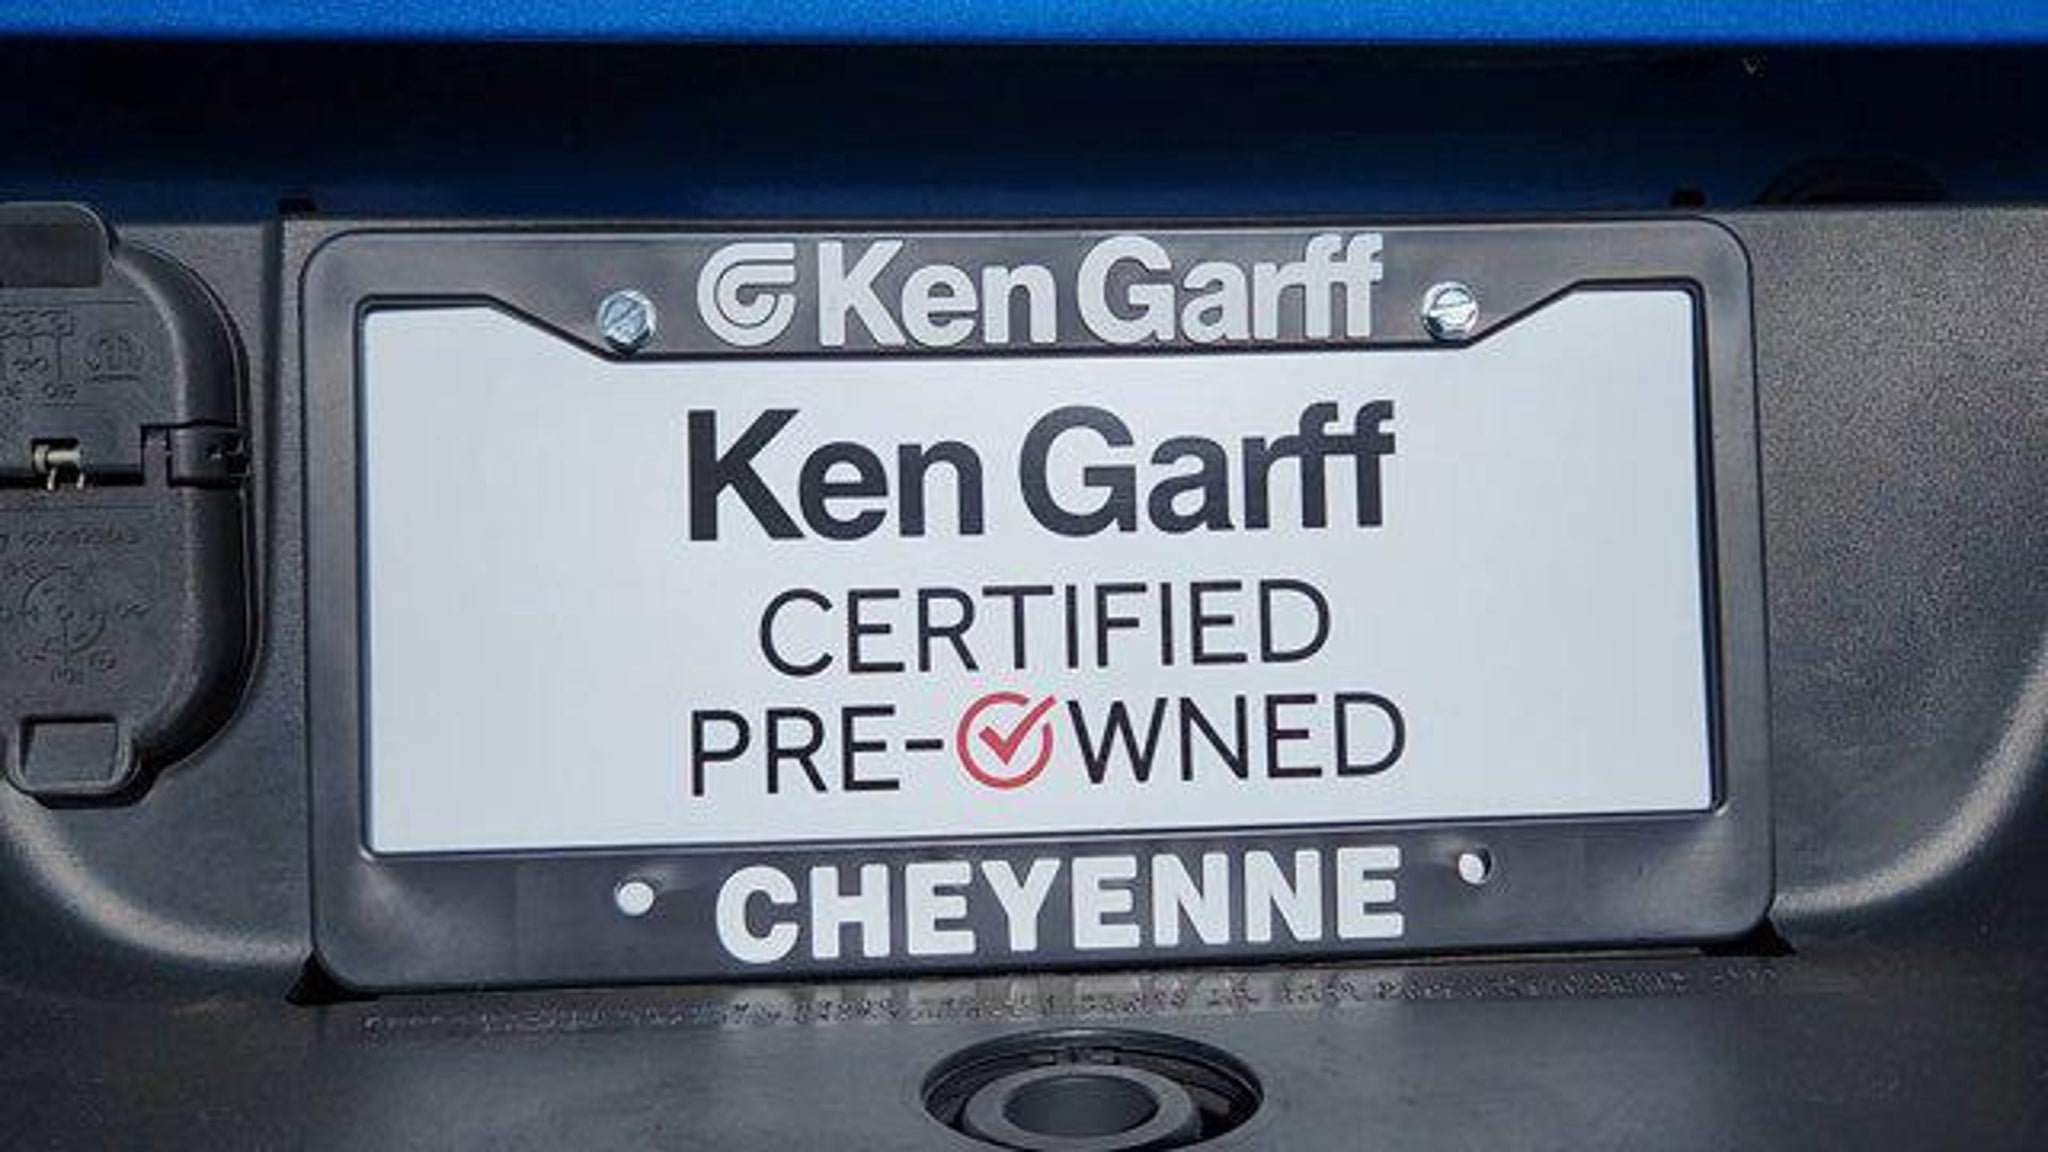 Ken Garff
Ken Garff
CERTIFIED
PRE-OWNED
CHEYENNE